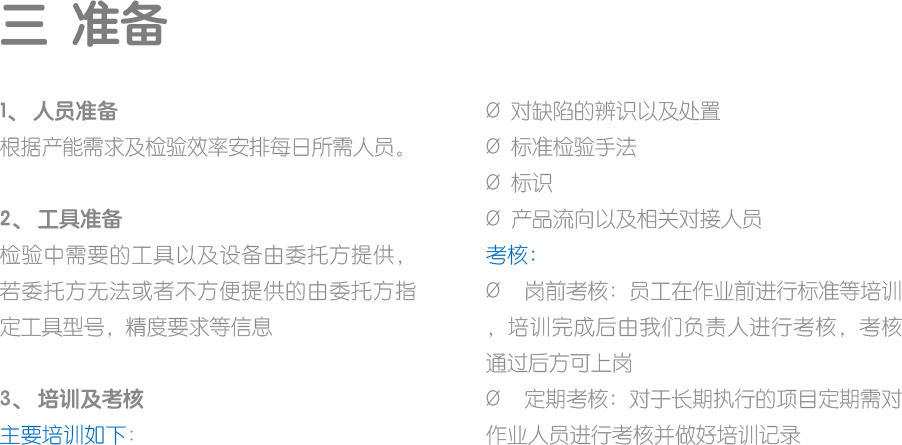 三 准备
1、 人员准备
根据产能需求及检验效率安排每日所需人员。
2、 工具准备
检验中需要的工具以及设备由委托方提供，
若委托方无法或者不方便提供的由委托方指
定工具型号，精度要求等信息
3、 培训及考核
主要培训如下：
Ø 对缺陷的辨识以及处置
Ø 标准检验手法
Ø 标识
Ø 产品流向以及相关对接人员
考核：
Ø 岗前考核：员工在作业前进行标准等培训
，培训完成后由我们负责人进行考核，考核
通过后方可上岗
Ø 定期考核：对于长期执行的项目定期需对
作业人员进行考核并做好培训记录